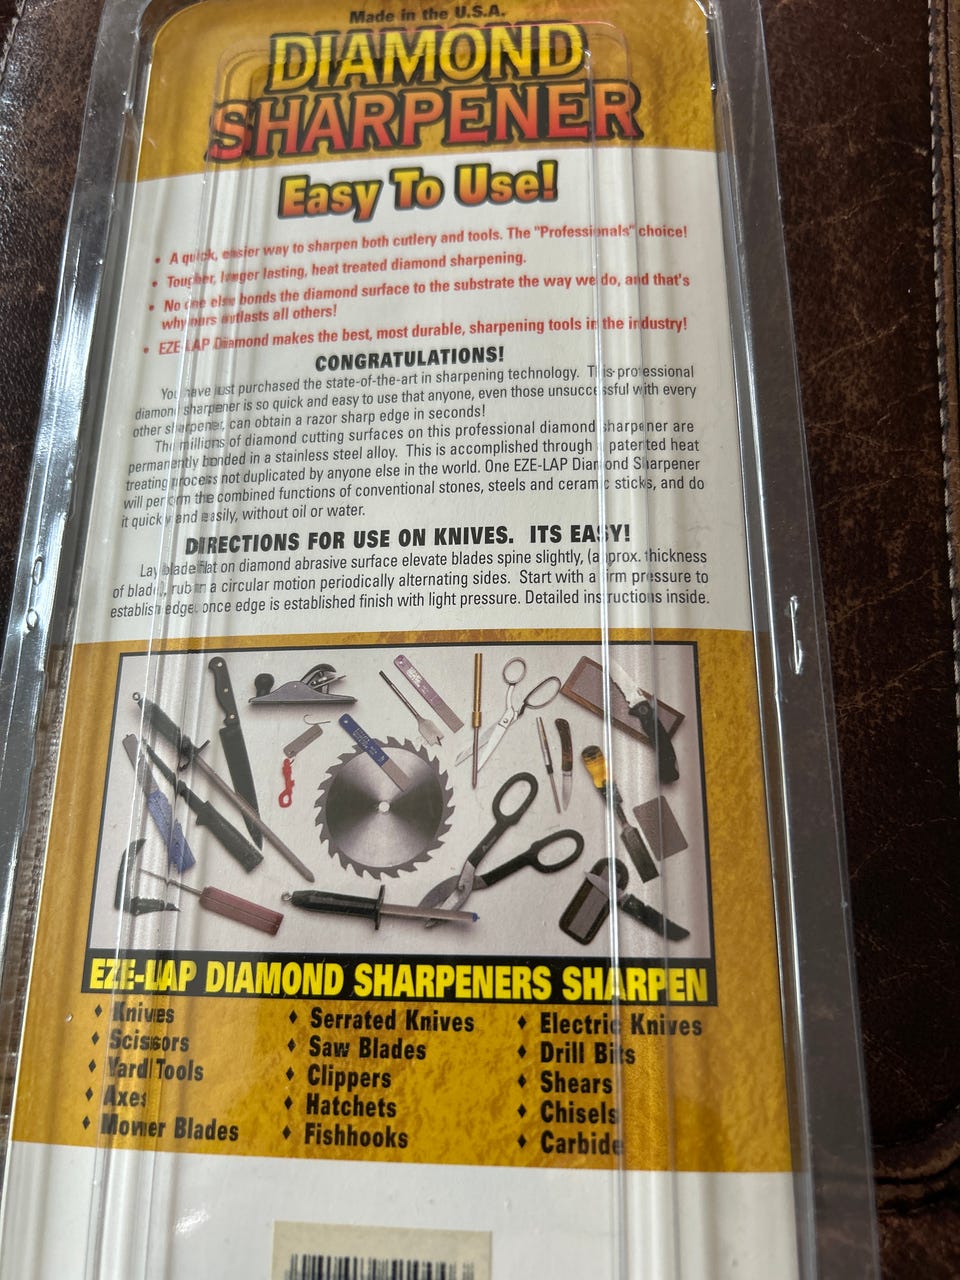 Made in the U.S.A.
DIAMOND
SHARPENER
Easy To Use!
• A quick, easier way to sharpen both cutlery and tools. The "Professionals" choice!
• Tougher, longer lasting, heat treated diamond sharpening.
• No one else bonds the diamond surface to the substrate the way we do, and that's
why ours outlasts all others!
• EZE-LAP Diamond makes the best, most durable, sharpening tools in the industry!
CONGRATULATIONS!
You have just purchased the state-of-the-art in sharpening technology. This professional
diamond sharpener is so quick and easy to use that anyone, even those unsuccessful with every
other sharpener, can obtain a razor sharp edge in seconds!
The millions of diamond cutting surfaces on this professional diamond sharpener are
permanently bonded in a stainless steel alloy. This is accomplished through a patented heat
treating process not duplicated by anyone else in the world. One EZE-LAP Diamond Sharpener
will perform the combined functions of conventional stones, steels and ceramic sticks, and do
it quickly and easily, without oil or water.
DIRECTIONS FOR USE ON KNIVES. ITS EASY!
Lay blade flat on diamond abrasive surface elevate blades spine slightly, (approx. thickness
of blade), rub in a circular motion periodically alternating sides. Start with a firm pressure to
establish edge, once edge is established finish with light pressure. Detailed instructions inside.
EZE-LAP DIAMOND SHARPENERS SHARPEN
♦ Knives
♦ Scissors
♦ Yard Tools
♦ Axes
♦ Mower Blades
♦ Serrated Knives
♦ Saw Blades
♦ Clippers
♦ Hatchets
♦ Fishhooks
♦ Electric Knives
♦ Drill Bits
♦ Shears
♦ Chisels
♦ Carbide